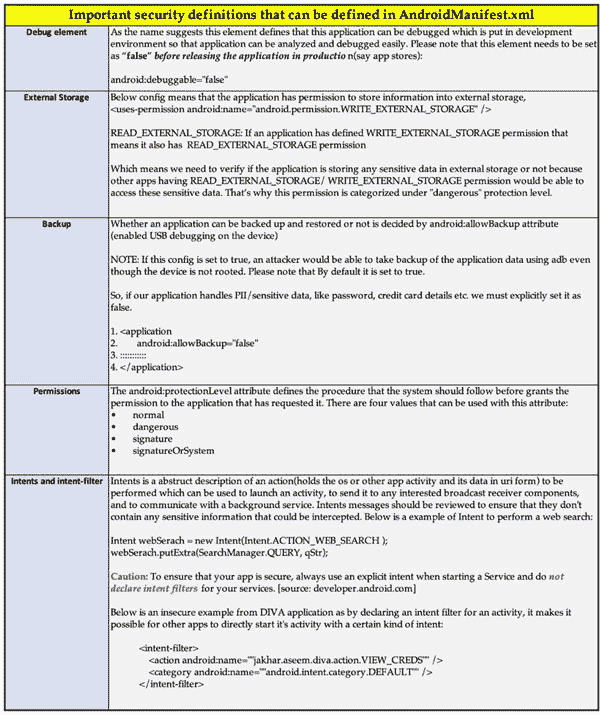 Important security definitions that can be defined in AndroidManifest.xml
Debug element
As the name suggests this element defines that this application can be debugged which is put in development
environment so that application can be analyzed and debugged easily. Please note that this element needs to be set
as "false" before releasing the application in productio n(say app stores):
android:debuggable="false"
External Storage
Below config means that the application has permission to store information into external storage,
<uses-permission android:name="android.permission.WRITE_EXTERNAL_STORAGE" />
READ_EXTERNAL_STORAGE: If an application has defined WRITE_EXTERNAL_STORAGE permission that
means it also has READ_EXTERNAL_STORAGE permission
Which means we need to verify if the application is storing any sensitive data in external storage or not because
other apps having READ_EXTERNAL_STORAGE/ WRITE_EXTERNAL_STORAGE permission would be able to
access these sensitive data. That's why this permission is categorized under "dangerous" protection level.
Backup
Whether an application can be backed up and restored or not is decided by android:allowBackup attribute
(enabled USB debugging on the device)
NOTE: If this config is set to true, an attacker would be able to take backup of the application data using adb even
though the device is not rooted. Please note that By default it is set to true.
So, if our application handles PII/sensitive data, like password, credit card details etc. we must explicitly set it as
false.
1. <application
2. android:allowBackup="false"
3. :::::::::::
4. </application>
Permissions
The android:protectionLevel attribute defines the procedure that the system should follow before grants the
permission to the application that has requested it. There are four values that can be used with this attribute:
• normal
• dangerous
• signature
• signatureOrSystem
Intents and intent-filter
Intents is a abstruct description of an action(holds the os or other app activity and its data in uri form) to be
performed which can be used to launch an activity, to send it to any interested broadcast receiver components,
and to communicate with a background service. Intents messages should be reviewed to ensure that they don't
contain any sensitive information that could be intercepted. Below is a example of Intent to perform a web search:
Intent webSerach = new Intent(Intent.ACTION_WEB_SEARCH );
webSerach.putExtra(SearchManager.QUERY, qStr);
Caution: To ensure that your app is secure, always use an explicit intent when starting a Service and do not
declare intent filters for your services. [source: developer.android.com]
Below is an insecure example from DIVA application as by declaring an intent filter for an activity, it makes it
possible for other apps to directly start it's activity with a certain kind of intent:
<intent-filter>
<action android:name=""jakhar.aseem.diva.action.VIEW_CREDS"" />
<category android:name=""android.intent.category.DEFAULT"" />
</intent-filter>